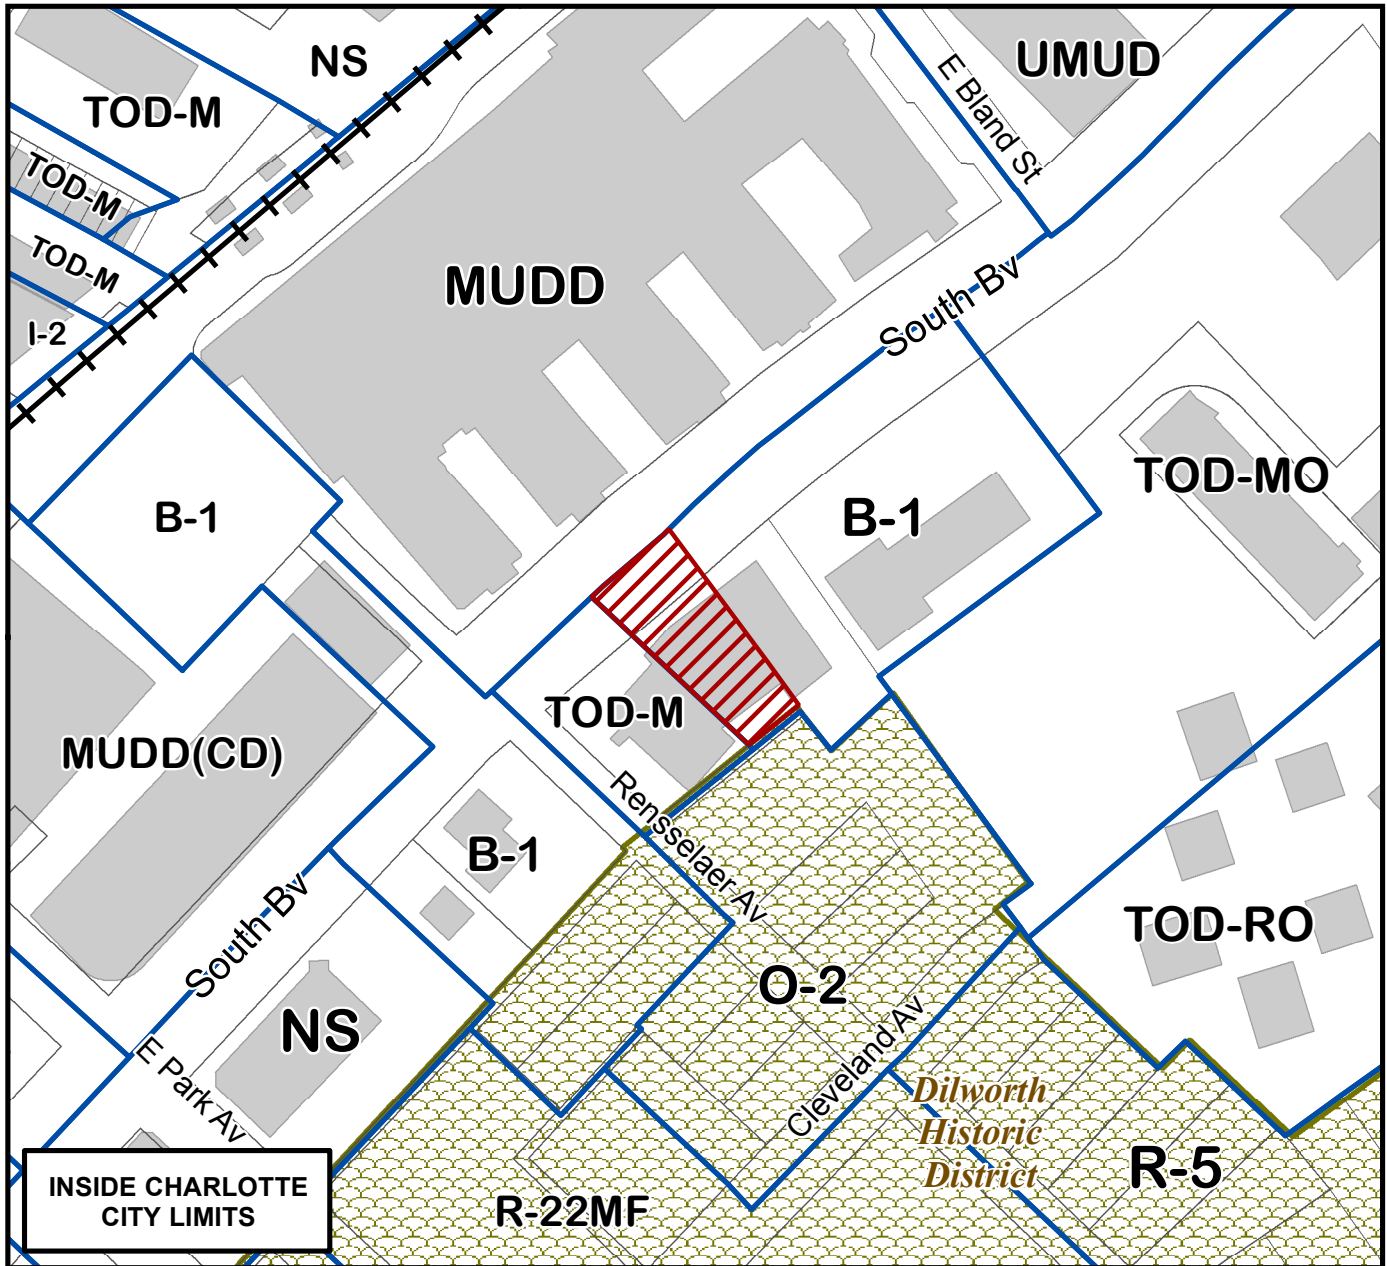 NS
UMUD
TOD-M
E Bland St
TOD-M
TOD-M
MUDD
South Bv
I-2
TOD-MO
B-1
B-1
TOD-M
MUDD(CD)
Rensselaer Av
B-1
South Bv
TOD-RO
O-2
NS
E Park Av
Cleveland Av
Dilworth
Historic
District
R-5
INSIDE CHARLOTTE
CITY LIMITS
R-22MF